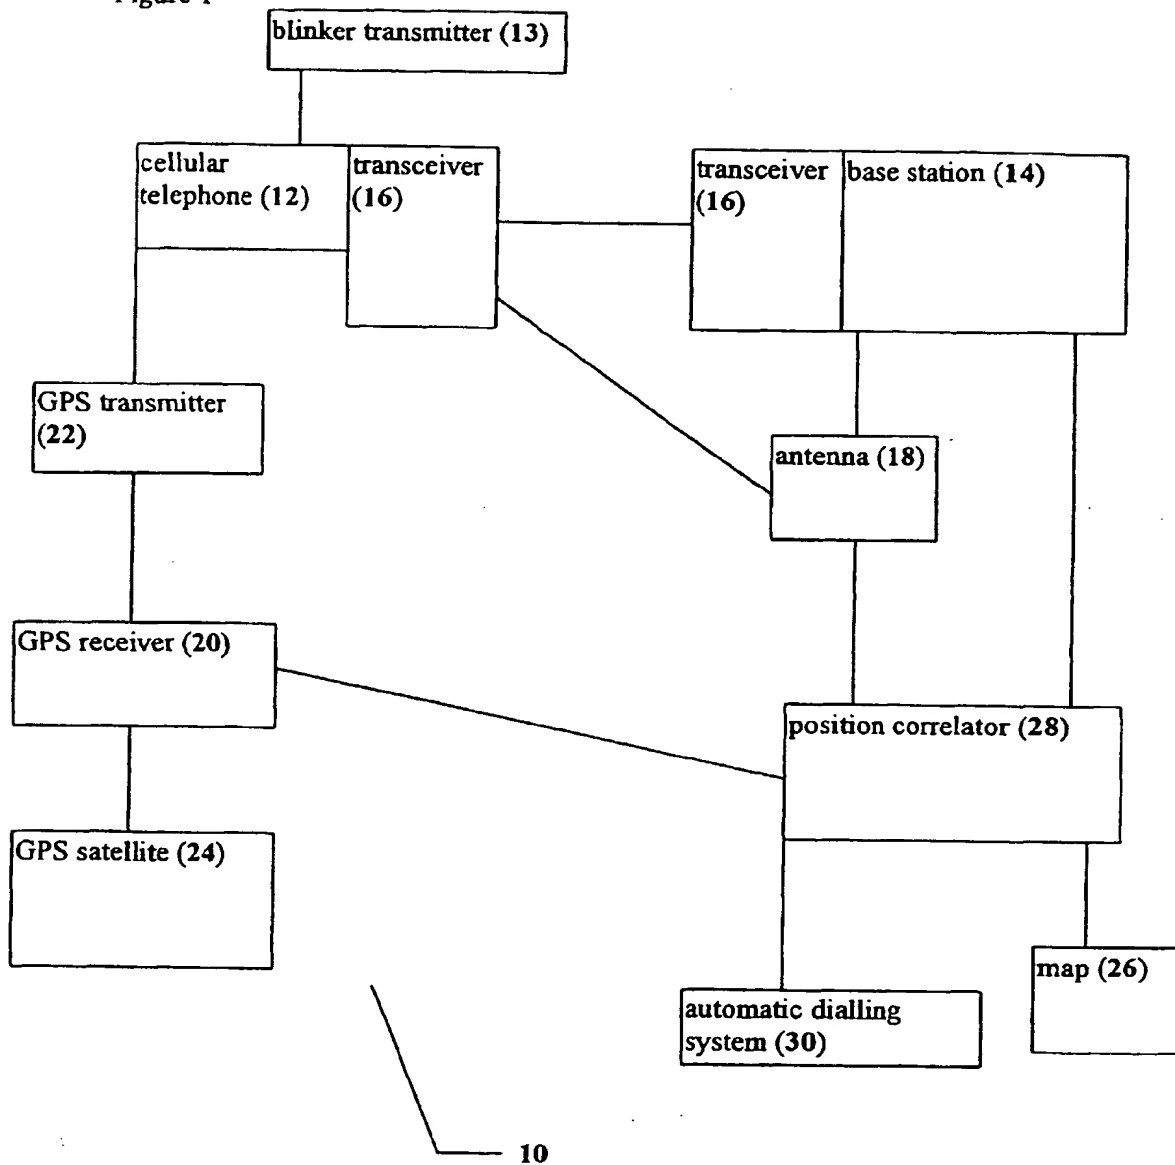 Figure 1
blinker transmitter (13)
cellular
telephone (12)
transceiver
(16)
transceiver
(16)
base station (14)
GPS transmitter
(22)
antenna (18)
GPS receiver (20)
position correlator (28)
GPS satellite (24)
map (26)
automatic dialling
system (30)
10